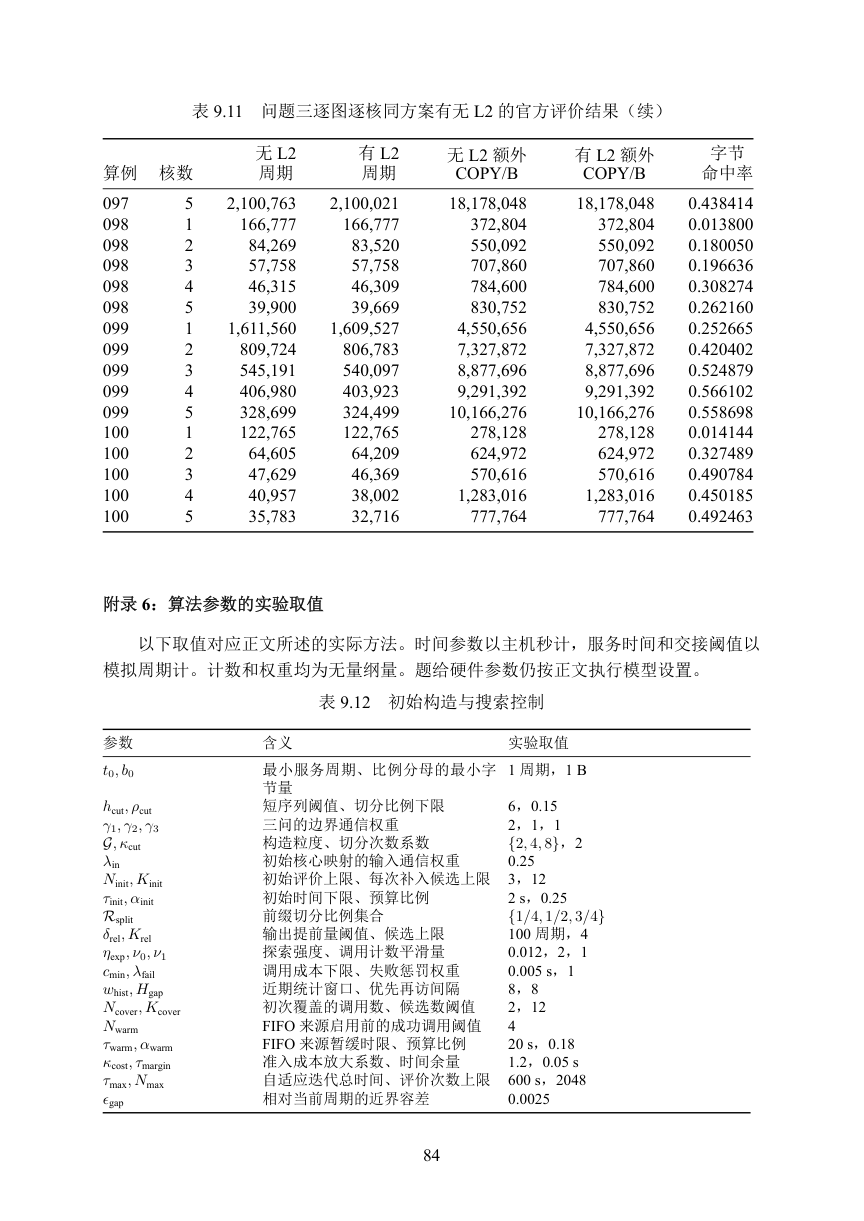 表 9.11 问题三逐图逐核同方案有无 L2 的官方评价结果（续）
算例 核数 无 L2 周期 有 L2 周期 无 L2 额外 COPY/B 有 L2 额外 COPY/B 字节 命中率
097 5 2,100,763 2,100,021 18,178,048 18,178,048 0.438414
098 1 166,777 166,777 372,804 372,804 0.013800
098 2 84,269 83,520 550,092 550,092 0.180050
098 3 57,758 57,758 707,860 707,860 0.196636
098 4 46,315 46,309 784,600 784,600 0.308274
098 5 39,900 39,669 830,752 830,752 0.262160
099 1 1,611,560 1,609,527 4,550,656 4,550,656 0.252665
099 2 809,724 806,783 7,327,872 7,327,872 0.420402
099 3 545,191 540,097 8,877,696 8,877,696 0.524879
099 4 406,980 403,923 9,291,392 9,291,392 0.566102
099 5 328,699 324,499 10,166,276 10,166,276 0.558698
100 1 122,765 122,765 278,128 278,128 0.014144
100 2 64,605 64,209 624,972 624,972 0.327489
100 3 47,629 46,369 570,616 570,616 0.490784
100 4 40,957 38,002 1,283,016 1,283,016 0.450185
100 5 35,783 32,716 777,764 777,764 0.492463
附录 6：算法参数的实验取值
以下取值对应正文所述的实际方法。时间参数以主机秒计，服务时间和交接阈值以
模拟周期计。计数和权重均为无量纲量。题给硬件参数仍按正文执行模型设置。
表 9.12 初始构造与搜索控制
参数 含义 实验取值
t₀, b₀ 最小服务周期、比例分母的最小字 1 周期，1 B
节量
h_cut, ρ_cut 短序列阈值、切分比例下限 6，0.15
γ₁, γ₂, γ₃ 三问的边界通信权重 2，1，1
𝒢, κ_cut 构造粒度、切分次数系数 {2, 4, 8}，2
λ_in 初始核心映射的输入通信权重 0.25
N_init, K_init 初始评价上限、每次补入候选上限 3，12
τ_init, α_init 初始时间下限、预算比例 2 s，0.25
ℛ_split 前缀切分比例集合 {1/4, 1/2, 3/4}
δ_rel, K_rel 输出提前量阈值、候选上限 100 周期，4
η_exp, ν₀, ν₁ 探索强度、调用计数平滑量 0.012，2，1
c_min, λ_fail 调用成本下限、失败惩罚权重 0.005 s，1
w_hist, H_gap 近期统计窗口、优先再访间隔 8，8
N_cover, K_cover 初次覆盖的调用数、候选数阈值 2，12
N_warm FIFO 来源启用前的成功调用阈值 4
τ_warm, α_warm FIFO 来源暂缓时限、预算比例 20 s，0.18
κ_cost, τ_margin 准入成本放大系数、时间余量 1.2，0.05 s
τ_max, N_max 自适应迭代总时间、评价次数上限 600 s，2048
ϵ_gap 相对当前周期的近界容差 0.0025
84